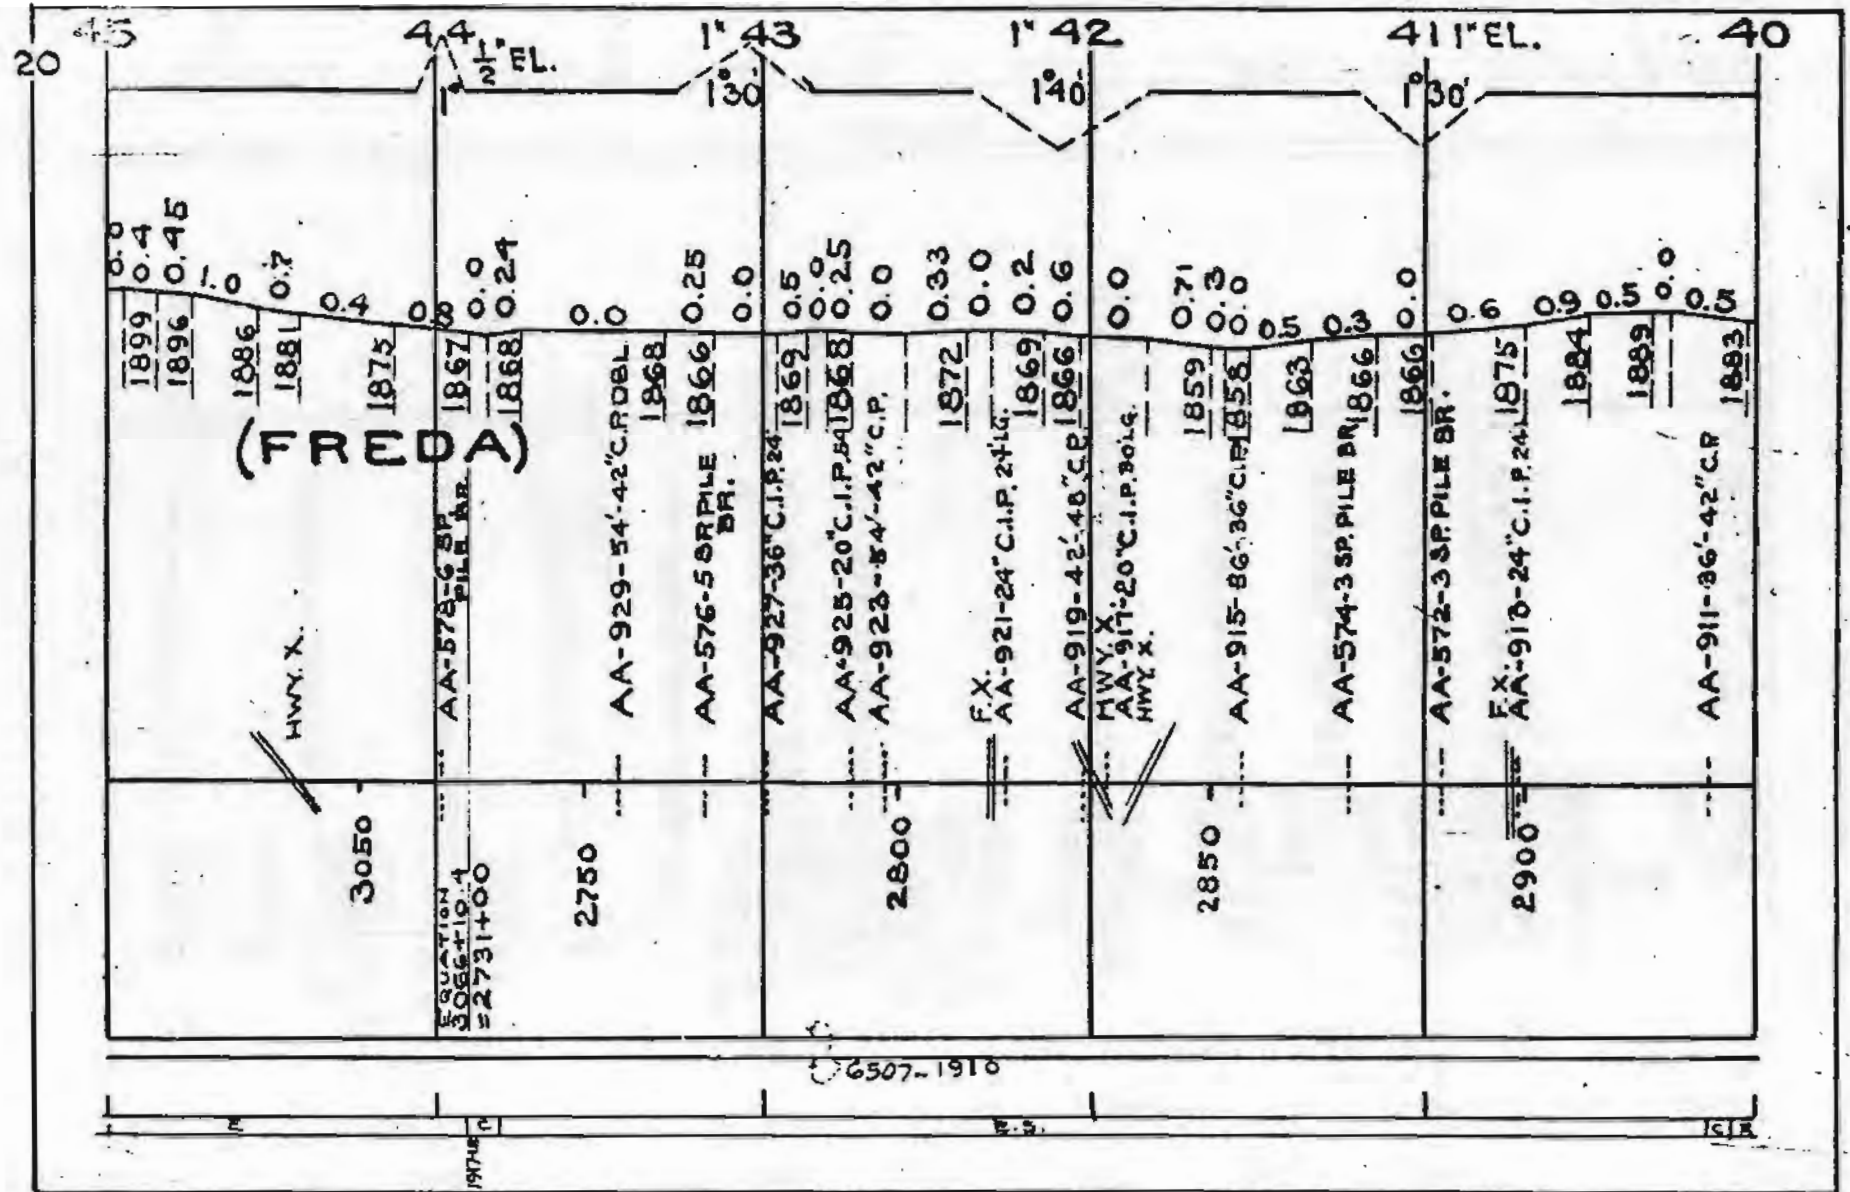 20
45
44
1/2" EL.
1"
43
1"
42
41
1" EL.
40
1°
1°30'
1°40'
1°30'
0.0
0.4
0.45
1.0
0.7
0.4
0.8
0.0
0.24
0.0
0.25
0.0
0.5
0.0
0.25
0.0
0.33
0.0
0.2
0.6
0.0
0.71
0.3
0.0
0.5
0.3
0.0
0.6
0.9
0.5
0.0
0.5
1899
1896
1886
1881
1875
1867
1868
1868
1866
1869
1868
1872
1869
1866
1859
1858
1863
1866
1866
1875
1884
1889
1883
(FREDA)
HWY. X.
AA-578-6 SP.
PILE BR.
AA-929-54'-42" C.P. DBL
AA-576-5 SP. PILE
BR.
AA-927-36" C.I.P. 24'
AA-925-20" C.I.P. 54'
AA-923-54'-42" C.P.
F.X.
AA-921-24" C.I.P. 24' LG.
AA-919-42'-48" C.P.
HWY. X
AA-917-20" C.I.P. 30' LG.
HWY. X.
AA-915-86'-36" C.I.P.
AA-574-3 SP. PILE BR.
AA-572-3 SP. PILE BR.
F.X.
AA-913-24" C.I.P. 24'
AA-911-36'-42" C.P.
3050
EQUATION
3066+10.4
=2731+00
2750
2800
2850
2900
6507-1910
E.S.
C